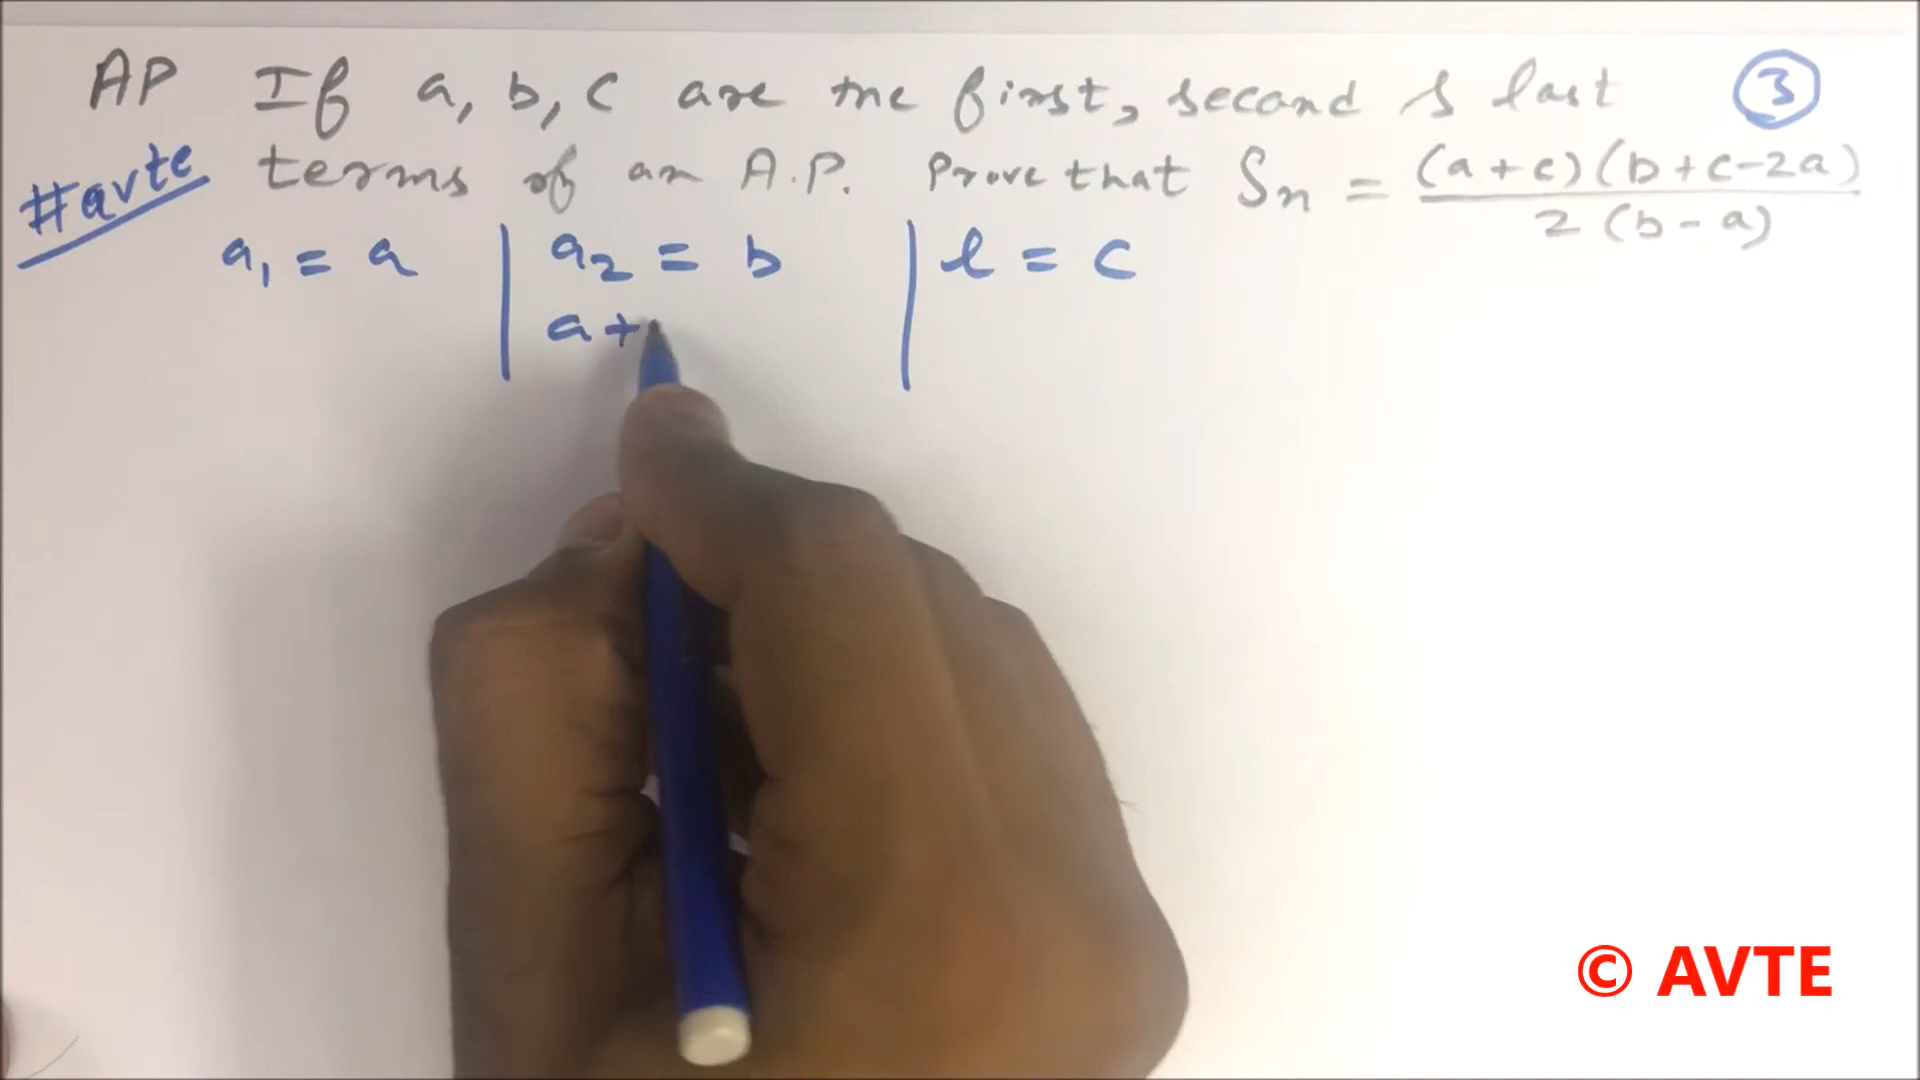 AP If a, b, c are the first, second & last ③
#avte terms of an A.P. Prove that Sn = (a+c)(b+c-2a) / 2(b-a)
a₁ = a | a₂ = b | l = c
a+
© AVTE